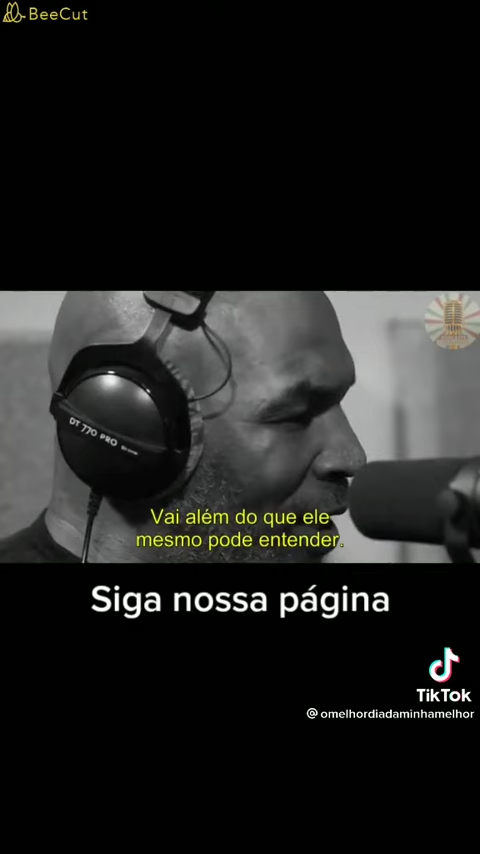 BeeCut
DT 770 PRO
Vai além do que ele
mesmo pode entender.
Siga nossa página
TikTok
@omelhordiadaminhamelhor